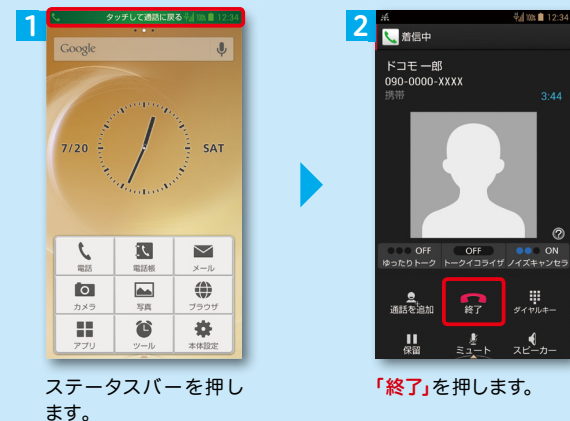 1
タッチして通話に戻る 100% 12:34
Google
7/20 SAT
電話 電話帳 メール
カメラ 写真 ブラウザ
アプリ ツール 本体設定
ステータスバーを押し
ます。
2
100% 12:34
着信中
ドコモ 一郎
090-0000-XXXX
携帯 3:44
OFF OFF ON
ゆったりトーク トークイコライザ ノイズキャンセラ
通話を追加 終了 ダイヤルキー
保留 ミュート スピーカー
「終了」を押します。